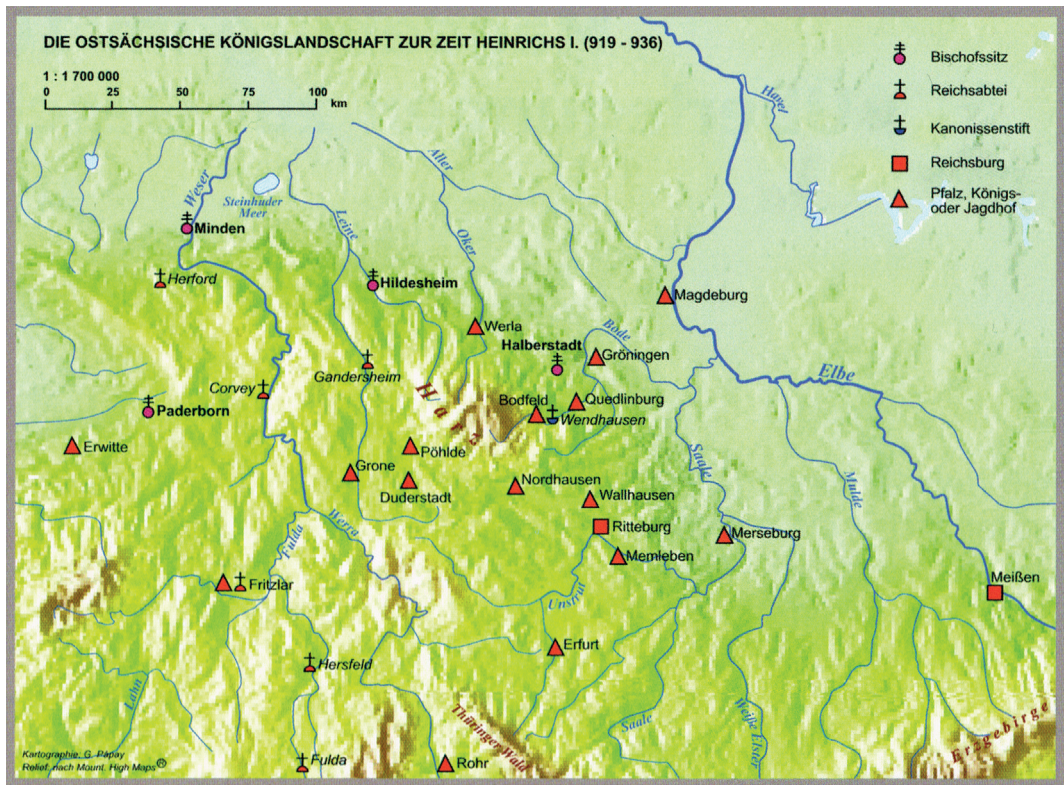 DIE OSTSÄCHSISCHE KÖNIGSLANDSCHAFT ZUR ZEIT HEINRICHS I. (919 - 936)
1 : 1 700 000
0 25 50 75 100
km
Bischofssitz
Reichsabtei
Kanonissenstift
Reichsburg
Pfalz, Königs-
oder Jagdhof
Havel
Weser
Steinhuder
Meer
Aller
Leine
Oker
Minden
Herford
Hildesheim
Magdeburg
Werla
Bode
Halberstadt
Gröningen
Gandersheim
Elbe
Corvey
Harz
Bodfeld
Quedlinburg
Wendhausen
Paderborn
Erwitte
Pöhlde
Grone
Duderstadt
Nordhausen
Wallhausen
Saale
Mulde
Ritteburg
Merseburg
Memleben
Werra
Fulda
Fritzlar
Unstrut
Meißen
Erfurt
Hersfeld
Lahn
Thüringer Wald
Saale
Weiße Elster
Erzgebirge
Fulda
Rohr
Kartographie: G. Pápay
Relief: nach Mount. High Maps®